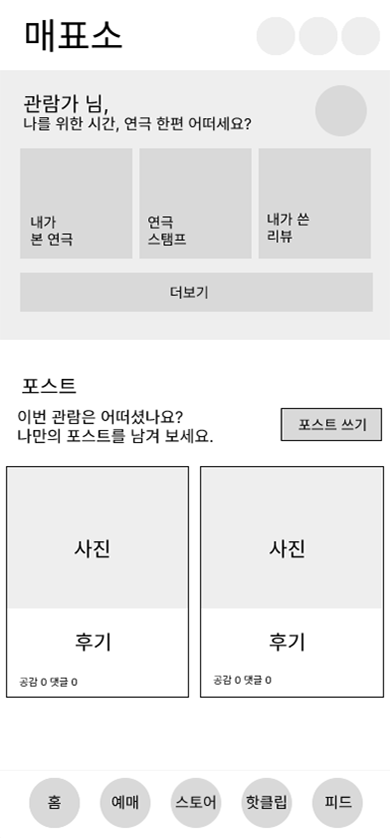 매표소
관람가 님,
나를 위한 시간, 연극 한편 어떠세요?
내가
본 연극
연극
스탬프
내가 쓴
리뷰
더보기
포스트
이번 관람은 어떠셨나요?
나만의 포스트를 남겨 보세요.
포스트 쓰기
사진
후기
공감 0 댓글 0
사진
후기
공감 0 댓글 0
홈
예매
스토어
핫클립
피드